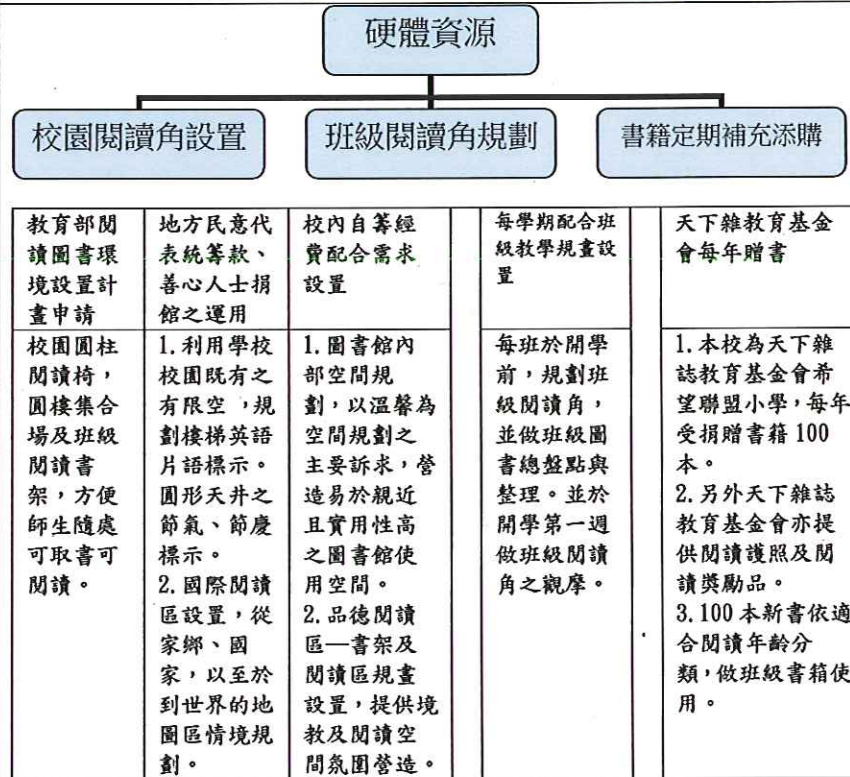 硬體資源
校園閱讀角設置
班級閱讀角規劃
書籍定期補充添購
教育部閱
讀圖書環
境設置計
畫申請
地方民意代
表統籌款、
善心人士捐
館之運用
校內自籌經
費配合需求
設置
每學期配合班
級教學規畫設
置
天下雜教育基金
會每年贈書
校園圓柱
閱讀椅，
圓樓集合
場及班級
閱讀書
架，方便
師生隨處
可取書可
閱讀。
1.利用學校
校園既有之
有限空 ，規
劃樓梯英語
片語標示。
圓形天井之
節氣、節慶
標示。
2.國際閱讀
區設置，從
家鄉、國
家，以至於
到世界的地
圖區情境規
劃。
1.圖書館內
部空間規
劃，以溫馨為
空間規劃之
主要訴求，營
造易於親近
且實用性高
之圖書館使
用空間。
2.品德閱讀
區—書架及
閱讀區規畫
設置，提供境
教及閱讀空
間氛圍營造。
每班於開學
前，規劃班
級閱讀角，
並做班級圖
書總盤點與
整理。並於
開學第一週
做班級閱讀
角之觀摩。
1.本校為天下雜
誌教育基金會希
望聯盟小學，每年
受捐贈書籍 100
本。
2.另外天下雜誌
教育基金會亦提
供閱讀護照及閱
讀獎勵品。
3.100 本新書依適
合閱讀年齡分
類，做班級書箱使
用。